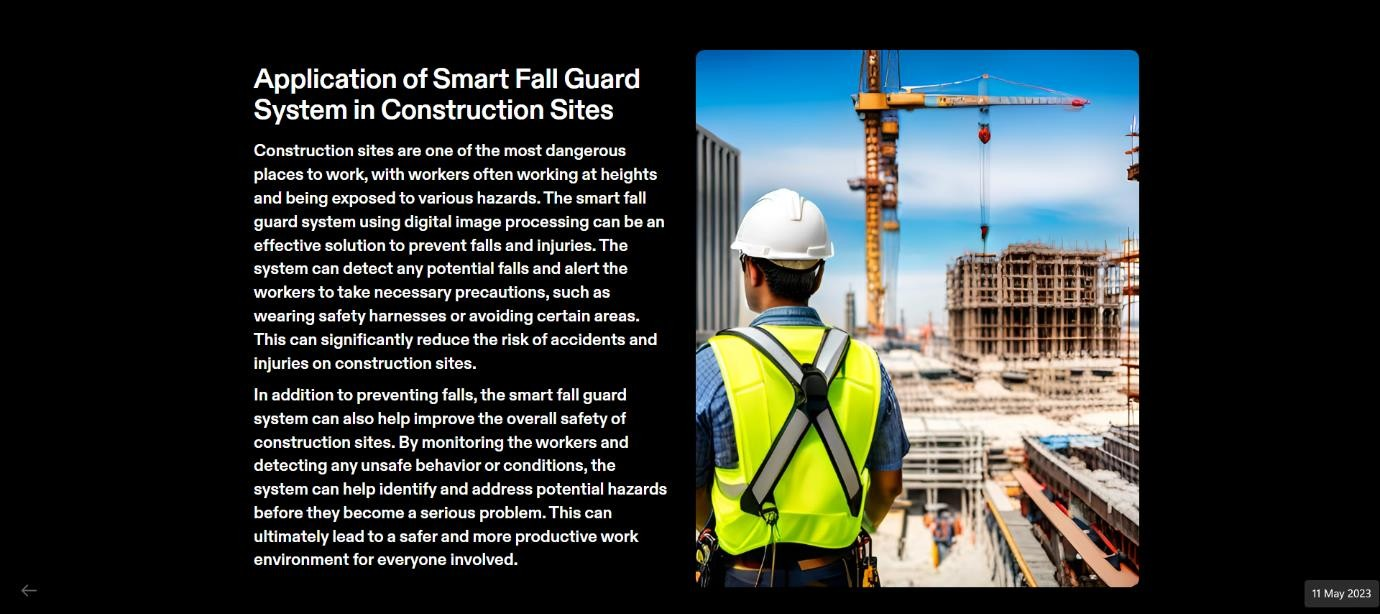 Application of Smart Fall Guard
System in Construction Sites
Construction sites are one of the most dangerous
places to work, with workers often working at heights
and being exposed to various hazards. The smart fall
guard system using digital image processing can be an
effective solution to prevent falls and injuries. The
system can detect any potential falls and alert the
workers to take necessary precautions, such as
wearing safety harnesses or avoiding certain areas.
This can significantly reduce the risk of accidents and
injuries on construction sites.
In addition to preventing falls, the smart fall guard
system can also help improve the overall safety of
construction sites. By monitoring the workers and
detecting any unsafe behavior or conditions, the
system can help identify and address potential hazards
before they become a serious problem. This can
ultimately lead to a safer and more productive work
environment for everyone involved.
11 May 2023